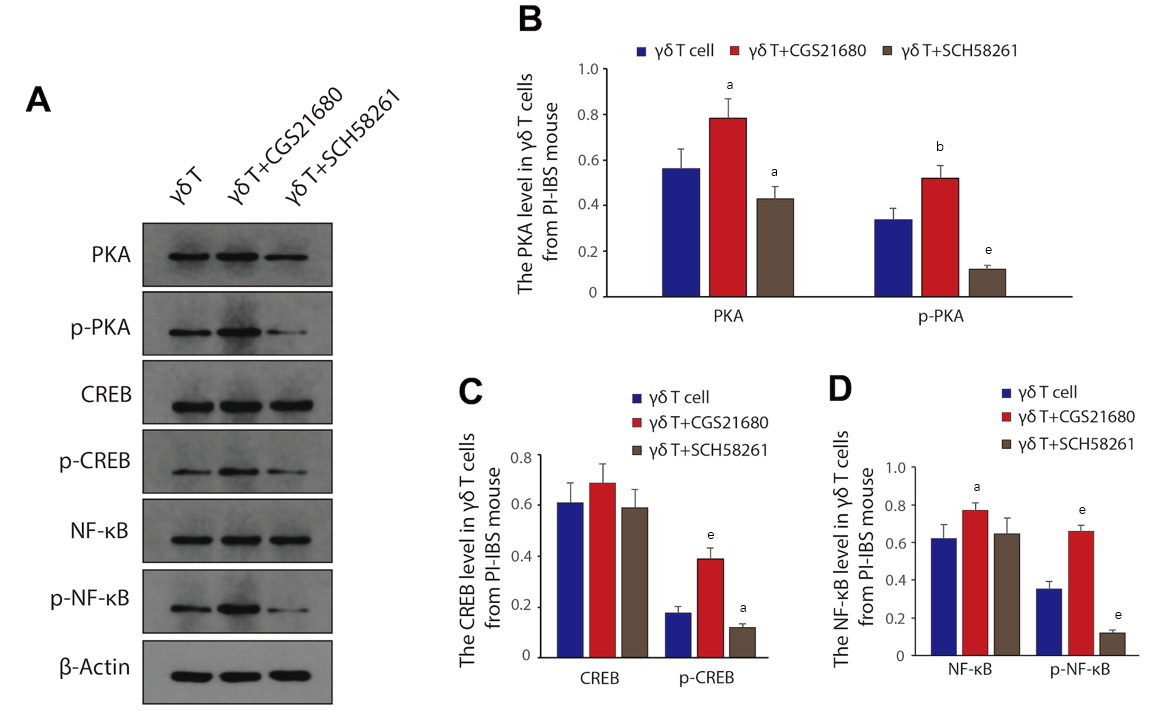 A
γδ T
γδ T+CGS21680
γδ T+SCH58261
PKA
p-PKA
CREB
p-CREB
NF-κB
p-NF-κB
β-Actin
B
γδ T cell
γδ T+CGS21680
γδ T+SCH58261
The PKA level in γδ T cells
from PI-IBS mouse
1.0
0.8
0.6
0.4
0.2
0
a
a
b
e
PKA
p-PKA
C
γδ T cell
γδ T+CGS21680
γδ T+SCH58261
The CREB level in γδ T cells
from PI-IBS mouse
0.8
0.6
0.4
0.2
0
e
a
CREB
p-CREB
D
γδ T cell
γδ T+CGS21680
γδ T+SCH58261
The NF-κB level in γδ T cells
from PI-IBS mouse
1.0
0.8
0.6
0.4
0.2
0
a
e
e
NF-κB
p-NF-κB